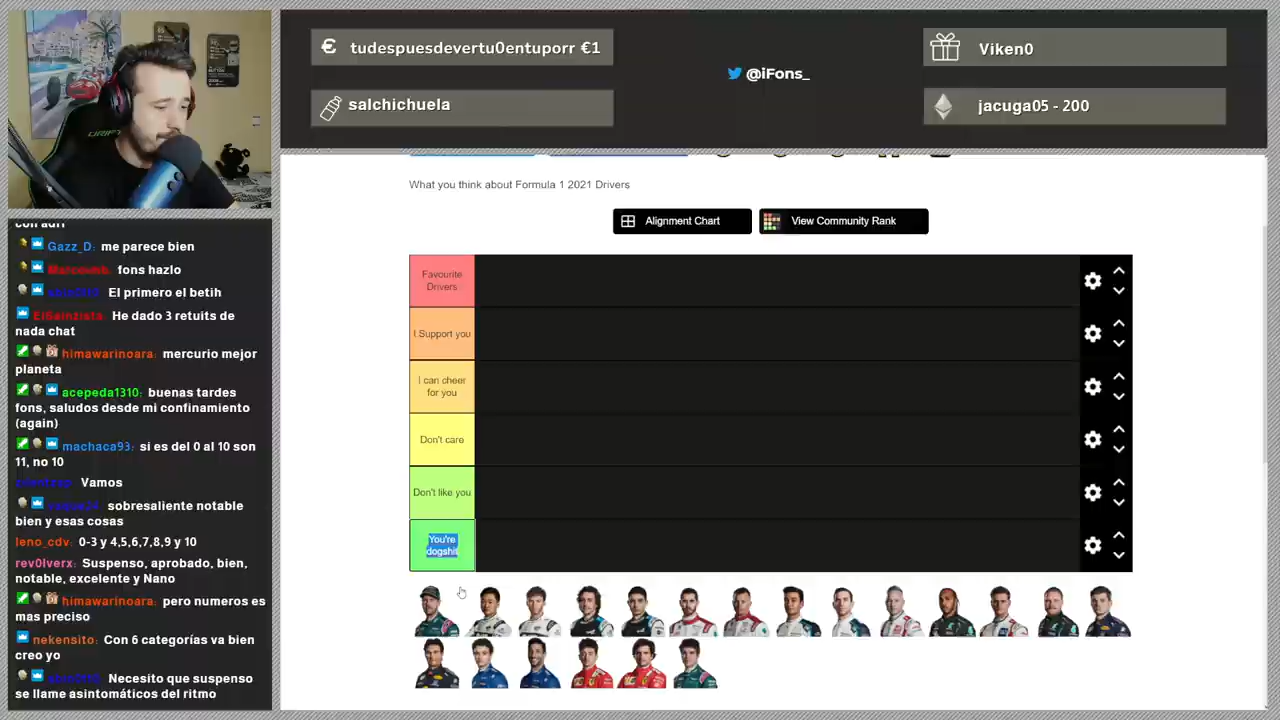 € tudespuesdevertu0entuporr €1
salchichuela
@iFons_
Viken0
jacuga05 - 200
Gazz_D: me parece bien
fons hazlo
El primero el betih
ElSainzista: He dado 3 retuits de
nada chat
himawarinoara: mercurio mejor
planeta
acepeda1310: buenas tardes
fons, saludos desde mi confinamiento
(again)
machaca93: si es del 0 al 10 son
11, no 10
Vamos
sobresaliente notable
bien y esas cosas
leno_cdv: 0-3 y 4,5,6,7,8,9 y 10
rev0lverx: Suspenso, aprobado, bien,
notable, excelente y Nano
himawarinoara: pero numeros es
mas preciso
nekensito: Con 6 categorías va bien
creo yo
Necesito que suspenso
se llame asintomáticos del ritmo
What you think about Formula 1 2021 Drivers
Alignment Chart
View Community Rank
Favourite
Drivers
I Support you
I can cheer
for you
Don't care
Don't like you
You're
dogshit